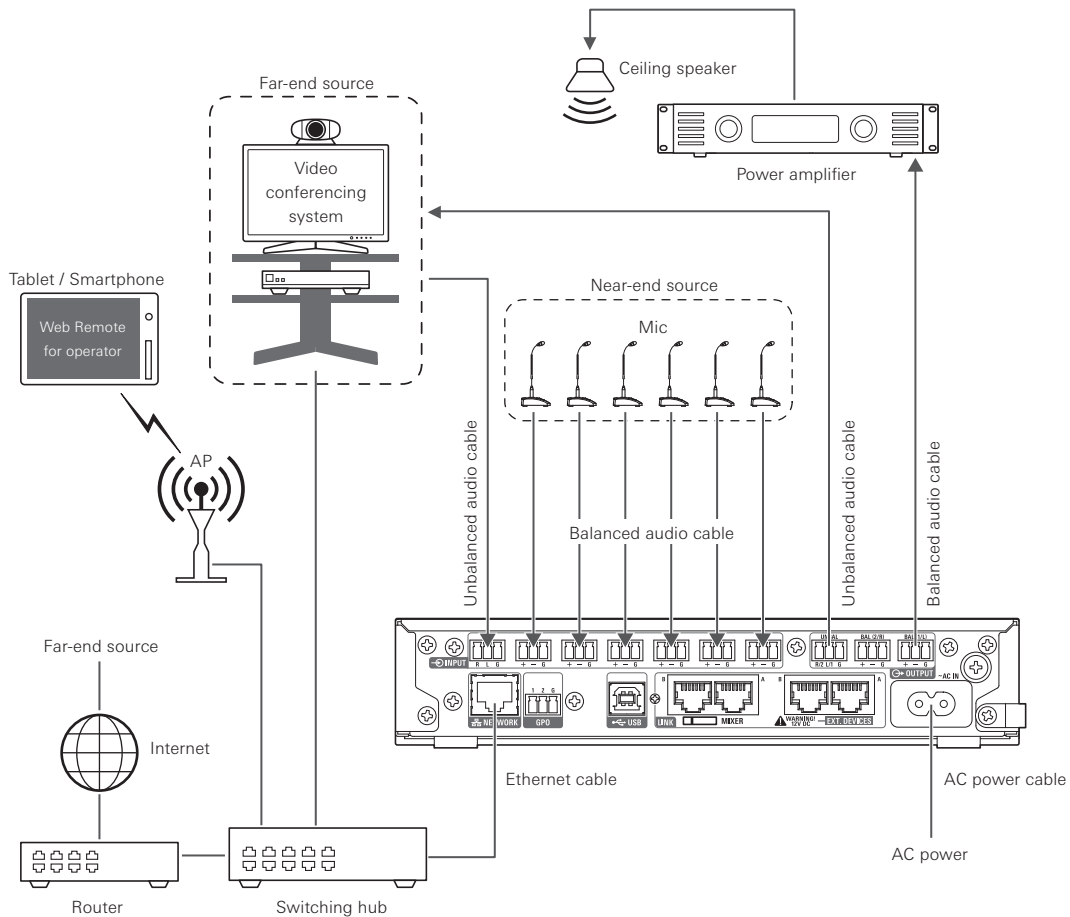 Ceiling speaker
Far-end source
Power amplifier
Video
conferencing
system
Tablet / Smartphone
Web Remote
for operator
Near-end source
Mic
AP
Unbalanced audio cable
Balanced audio cable
Unbalanced audio cable
Balanced audio cable
UNBAL BAL (2/R) BAL (1/L)
INPUT R L G + - G + - G + - G + - G + - G + - G R/2 L/1 G + - G + - G
OUTPUT
~AC IN
1 2 G
B A B A
NETWORK GPO USB LINK MIXER WARNING! 12V DC EXT. DEVICES
Far-end source
Internet
Ethernet cable
AC power cable
AC power
Router
Switching hub